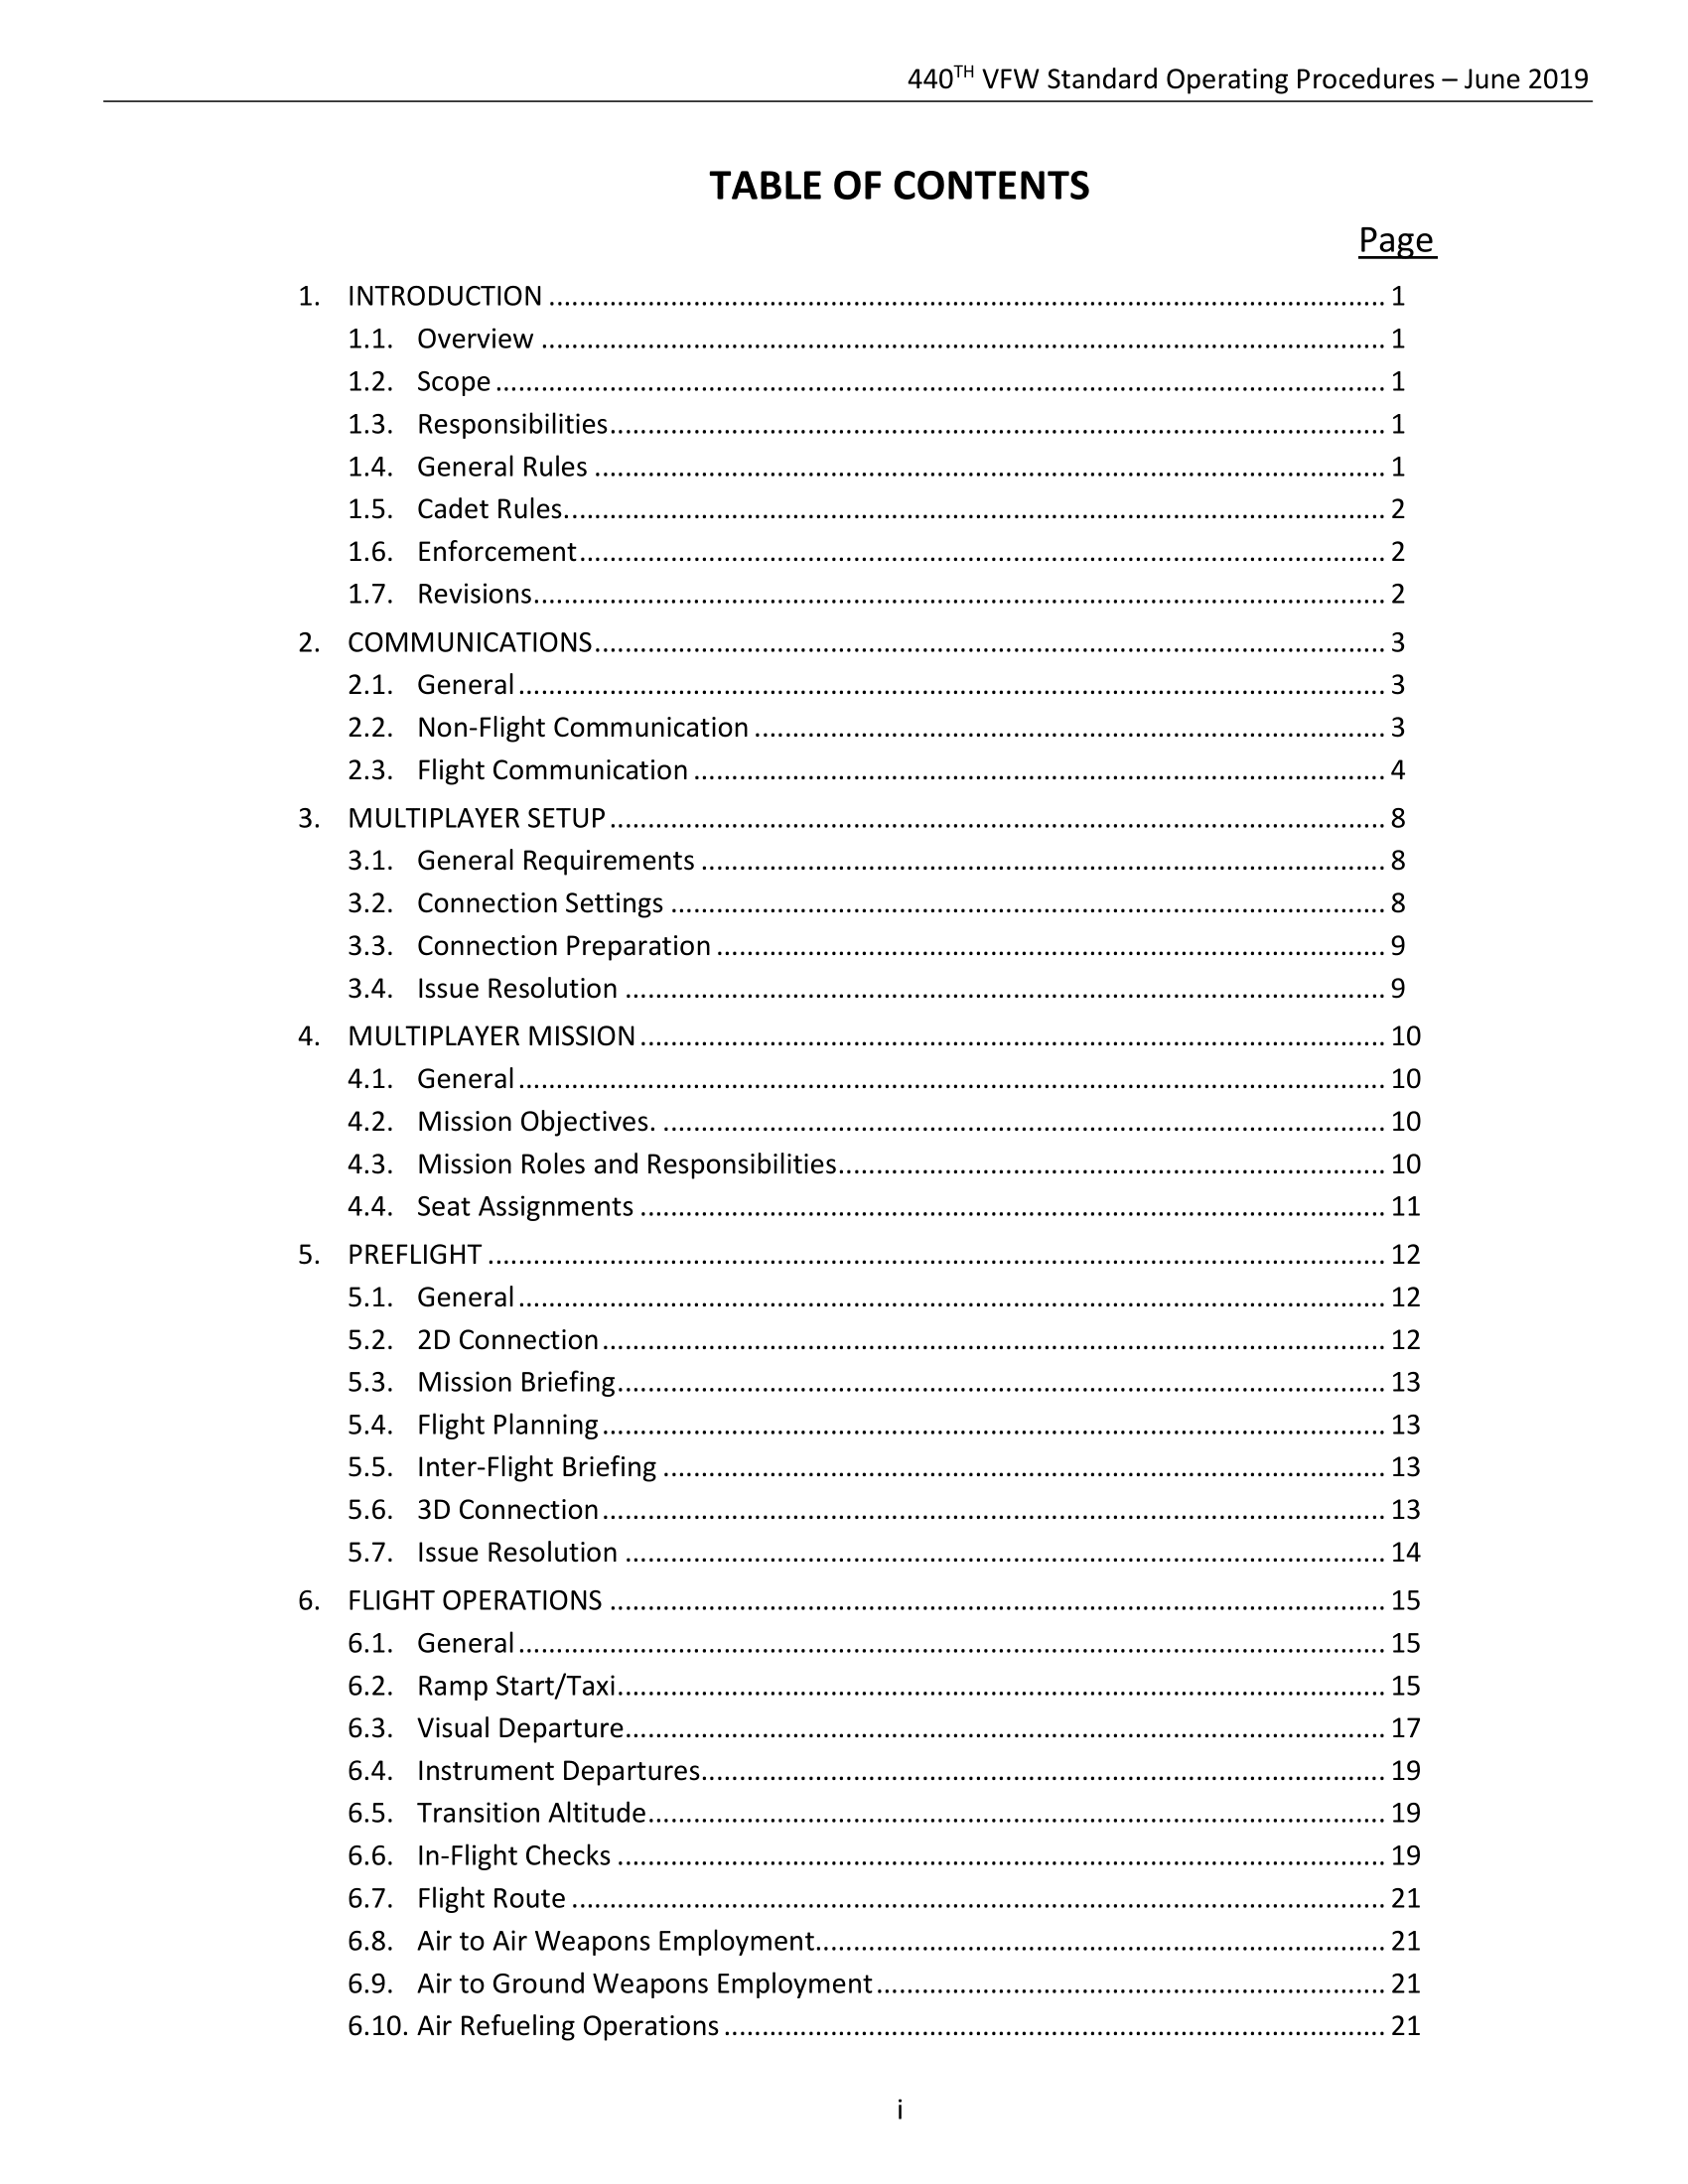 440TH VFW Standard Operating Procedures – June 2019
TABLE OF CONTENTS
Page
1. INTRODUCTION ........ 1
1.1. Overview ........ 1
1.2. Scope ........ 1
1.3. Responsibilities ........ 1
1.4. General Rules ........ 1
1.5. Cadet Rules ........ 2
1.6. Enforcement ........ 2
1.7. Revisions ........ 2
2. COMMUNICATIONS ........ 3
2.1. General ........ 3
2.2. Non-Flight Communication ........ 3
2.3. Flight Communication ........ 4
3. MULTIPLAYER SETUP ........ 8
3.1. General Requirements ........ 8
3.2. Connection Settings ........ 8
3.3. Connection Preparation ........ 9
3.4. Issue Resolution ........ 9
4. MULTIPLAYER MISSION ........ 10
4.1. General ........ 10
4.2. Mission Objectives. ........ 10
4.3. Mission Roles and Responsibilities ........ 10
4.4. Seat Assignments ........ 11
5. PREFLIGHT ........ 12
5.1. General ........ 12
5.2. 2D Connection ........ 12
5.3. Mission Briefing ........ 13
5.4. Flight Planning ........ 13
5.5. Inter-Flight Briefing ........ 13
5.6. 3D Connection ........ 13
5.7. Issue Resolution ........ 14
6. FLIGHT OPERATIONS ........ 15
6.1. General ........ 15
6.2. Ramp Start/Taxi ........ 15
6.3. Visual Departure ........ 17
6.4. Instrument Departures ........ 19
6.5. Transition Altitude ........ 19
6.6. In-Flight Checks ........ 19
6.7. Flight Route ........ 21
6.8. Air to Air Weapons Employment ........ 21
6.9. Air to Ground Weapons Employment ........ 21
6.10. Air Refueling Operations ........ 21
i